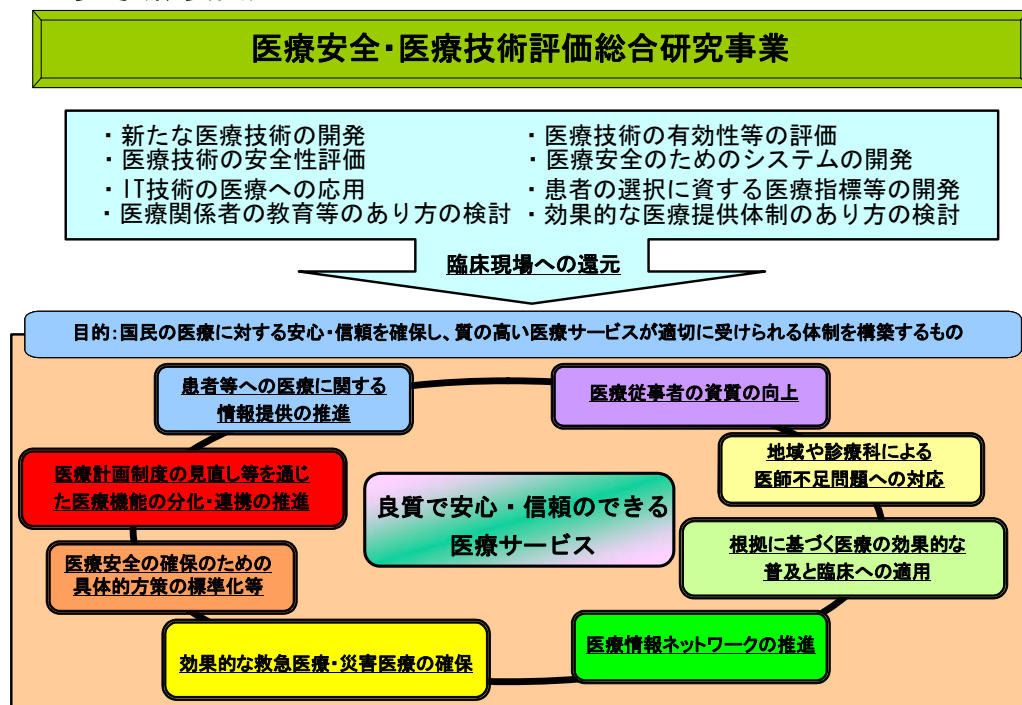 医療安全・医療技術評価総合研究事業
・新たな医療技術の開発
・医療技術の安全性評価
・IT技術の医療への応用
・医療関係者の教育等のあり方の検討
・医療技術の有効性等の評価
・医療安全のためのシステムの開発
・患者の選択に資する医療指標等の開発
・効果的な医療提供体制のあり方の検討
臨床現場への還元
目的：国民の医療に対する安心・信頼を確保し、質の高い医療サービスが適切に受けられる体制を構築するもの
患者等への医療に関する
情報提供の推進
医療従事者の資質の向上
地域や診療科による
医師不足問題への対応
医療計画制度の見直し等を通じ
た医療機能の分化・連携の推進
良質で安心・信頼のできる
医療サービス
根拠に基づく医療の効果的な
普及と臨床への適用
医療安全の確保のための
具体的方策の標準化等
医療情報ネットワークの推進
効果的な救急医療・災害医療の確保